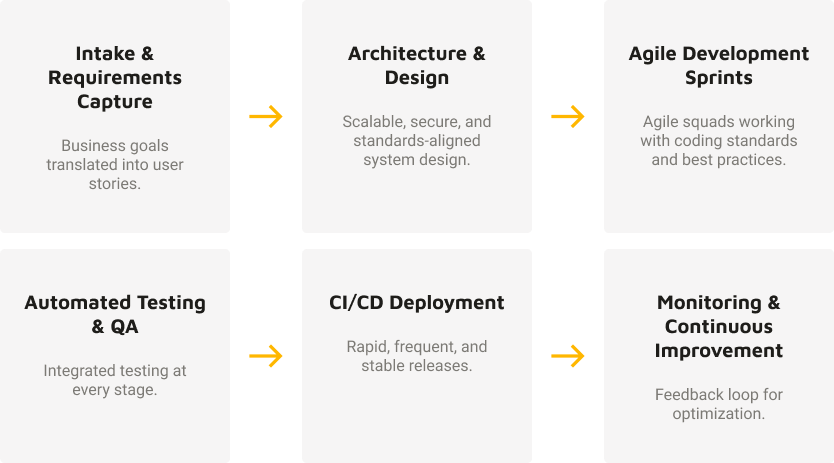 Intake &
Requirements
Capture
Business goals
translated into user
stories.
Architecture &
Design
Scalable, secure, and
standards-aligned
system design.
Agile Development
Sprints
Agile squads working
with coding standards
and best practices.
Automated Testing
& QA
Integrated testing at
every stage.
CI/CD Deployment
Rapid, frequent, and
stable releases.
Monitoring &
Continuous
Improvement
Feedback loop for
optimization.